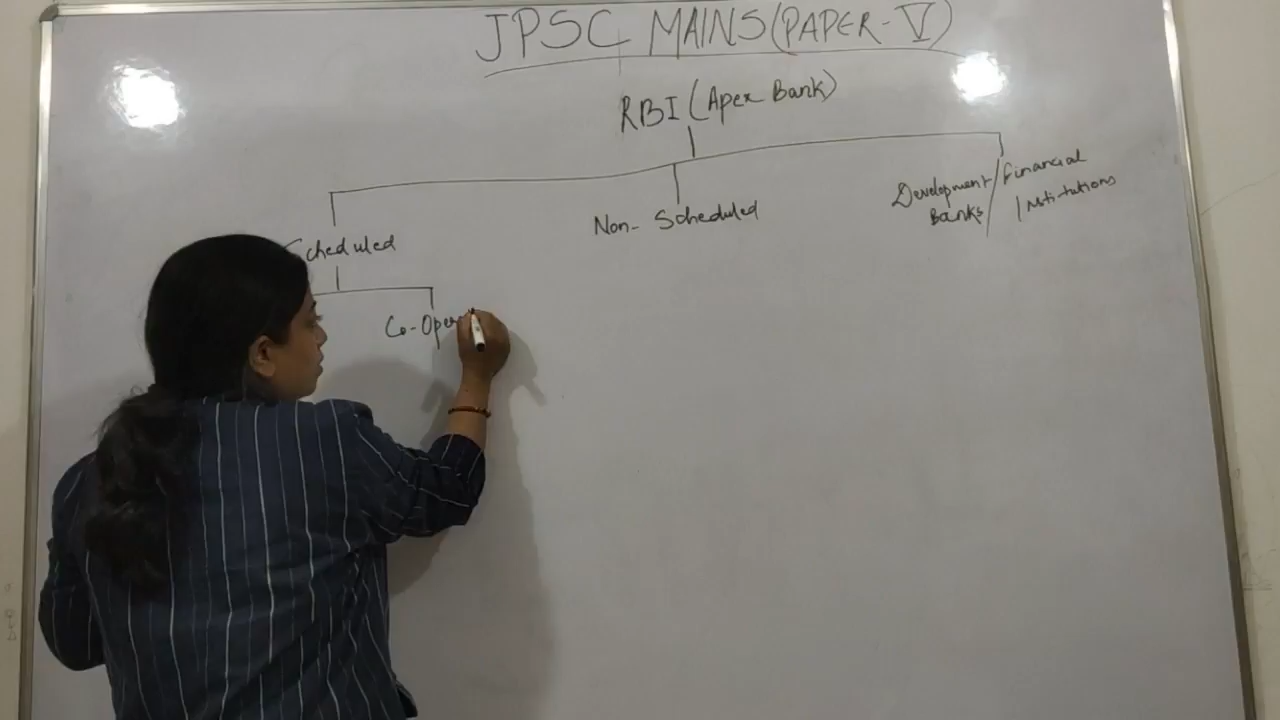 JPSC MAINS (PAPER-V)
RBI (Apex Bank)
Scheduled
Non- Scheduled
Development Banks / Financial Institutions
Co-Oper